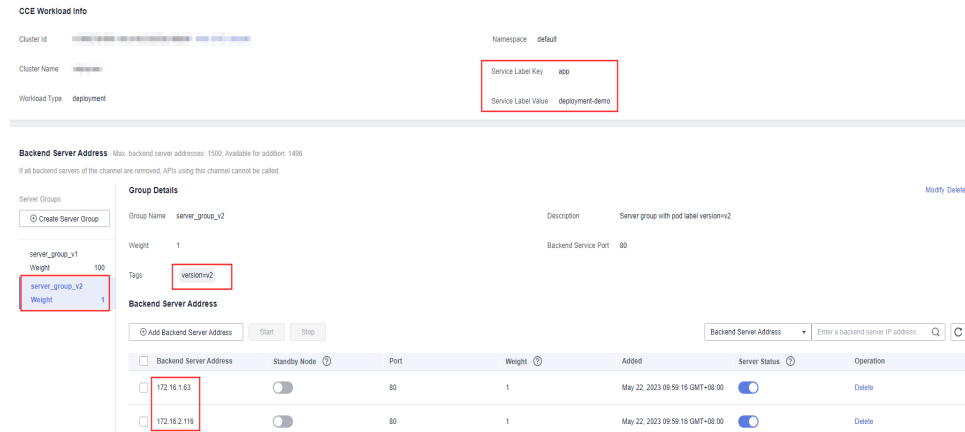 CCE Workload Info
Cluster Id
Namespace default
Cluster Name
Service Label Key app
Workload Type deployment
Service Label Value deployment-demo
Backend Server Address Max. backend server addresses: 1500; Available for addition: 1496
If all backend servers of the channel are removed, APIs using this channel cannot be called.
Server Groups
Create Server Group
server_group_v1
Weight 100
server_group_v2
Weight 1
Group Details
Modify Delete
Group Name server_group_v2
Description Server group with pod label version=v2
Weight 1
Backend Service Port 80
Tags version=v2
Backend Server Address
Add Backend Server Address Start Stop
Backend Server Address Enter a backend server IP address.
Backend Server Address Standby Node Port Weight Added Server Status Operation
172.16.1.63 80 1 May 22, 2023 09:59:16 GMT+08:00 Delete
172.16.2.116 80 1 May 22, 2023 09:59:16 GMT+08:00 Delete